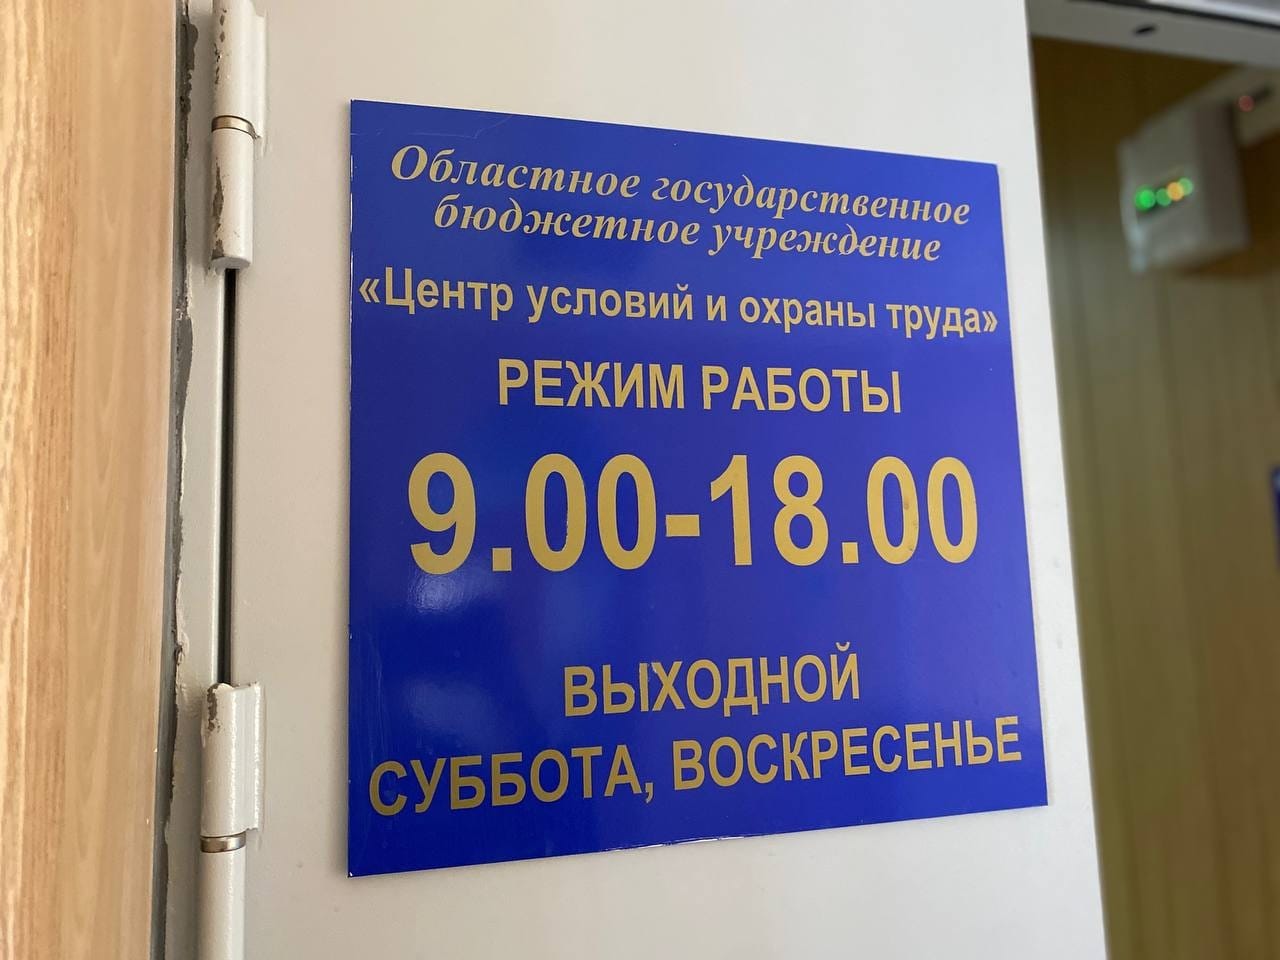 Областное государственное
бюджетное учреждение
«Центр условий и охраны труда»
РЕЖИМ РАБОТЫ
9.00-18.00
ВЫХОДНОЙ
СУББОТА, ВОСКРЕСЕНЬЕ